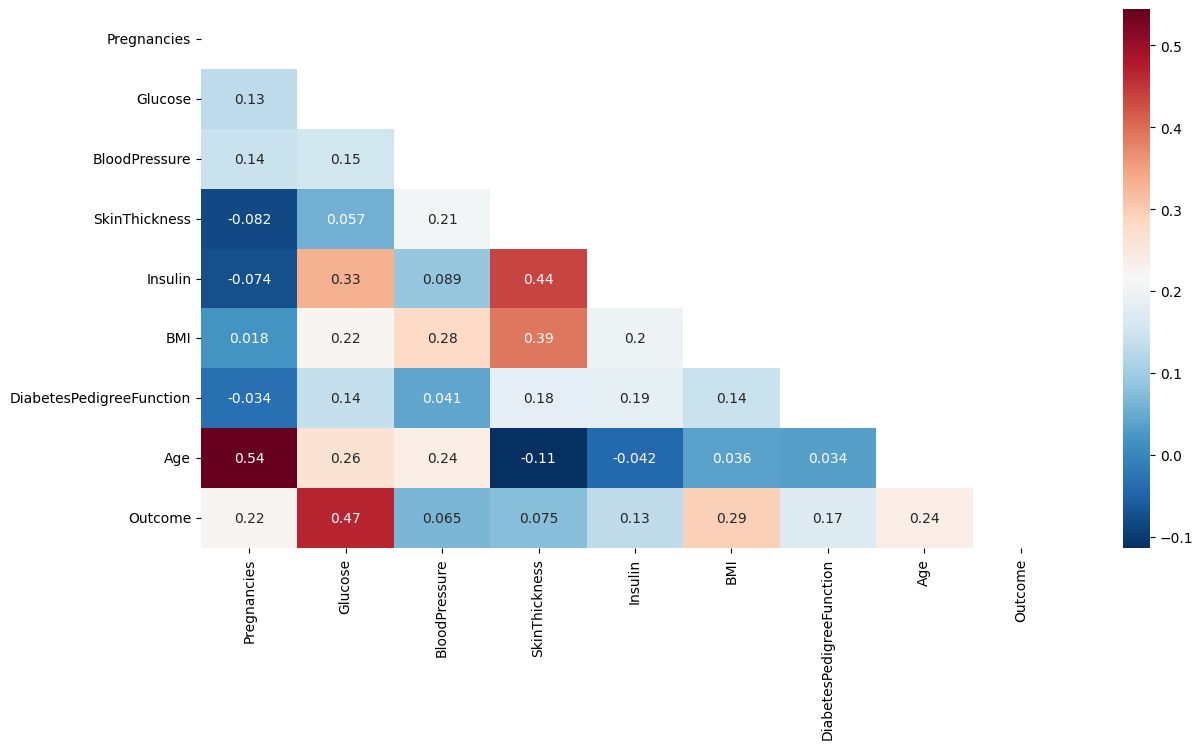 Pregnancies
Glucose 0.13
BloodPressure 0.14 0.15
SkinThickness -0.082 0.057 0.21
Insulin -0.074 0.33 0.089 0.44
BMI 0.018 0.22 0.28 0.39 0.2
DiabetesPedigreeFunction -0.034 0.14 0.041 0.18 0.19 0.14
Age 0.54 0.26 0.24 -0.11 -0.042 0.036 0.034
Outcome 0.22 0.47 0.065 0.075 0.13 0.29 0.17 0.24
Pregnancies
Glucose
BloodPressure
SkinThickness
Insulin
BMI
DiabetesPedigreeFunction
Age
Outcome
0.5
0.4
0.3
0.2
0.1
0.0
−0.1